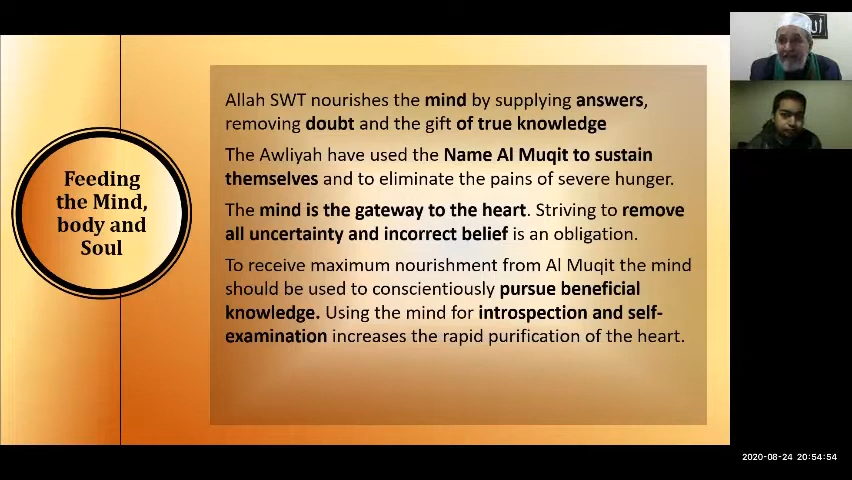 Feeding
the Mind,
body and
Soul
Allah SWT nourishes the mind by supplying answers,
removing doubt and the gift of true knowledge
The Awliyah have used the Name Al Muqit to sustain
themselves and to eliminate the pains of severe hunger.
The mind is the gateway to the heart. Striving to remove
all uncertainty and incorrect belief is an obligation.
To receive maximum nourishment from Al Muqit the mind
should be used to conscientiously pursue beneficial
knowledge. Using the mind for introspection and self-
examination increases the rapid purification of the heart.
2020-08-24 20:54:54